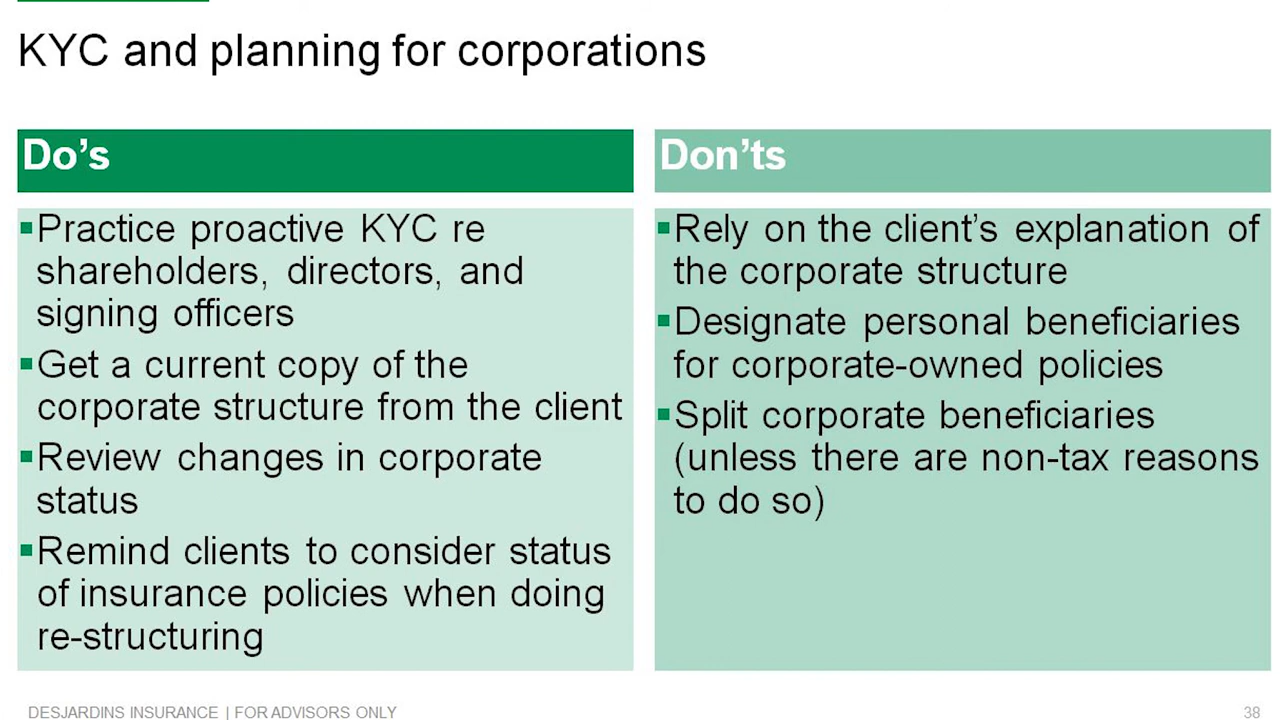 KYC and planning for corporations
Do’s
▪Practice proactive KYC re
shareholders, directors, and
signing officers
▪Get a current copy of the
corporate structure from the client
▪Review changes in corporate
status
▪Remind clients to consider status
of insurance policies when doing
re-structuring
Don’ts
▪Rely on the client’s explanation of
the corporate structure
▪Designate personal beneficiaries
for corporate-owned policies
▪Split corporate beneficiaries
(unless there are non-tax reasons
to do so)
DESJARDINS INSURANCE | FOR ADVISORS ONLY
38